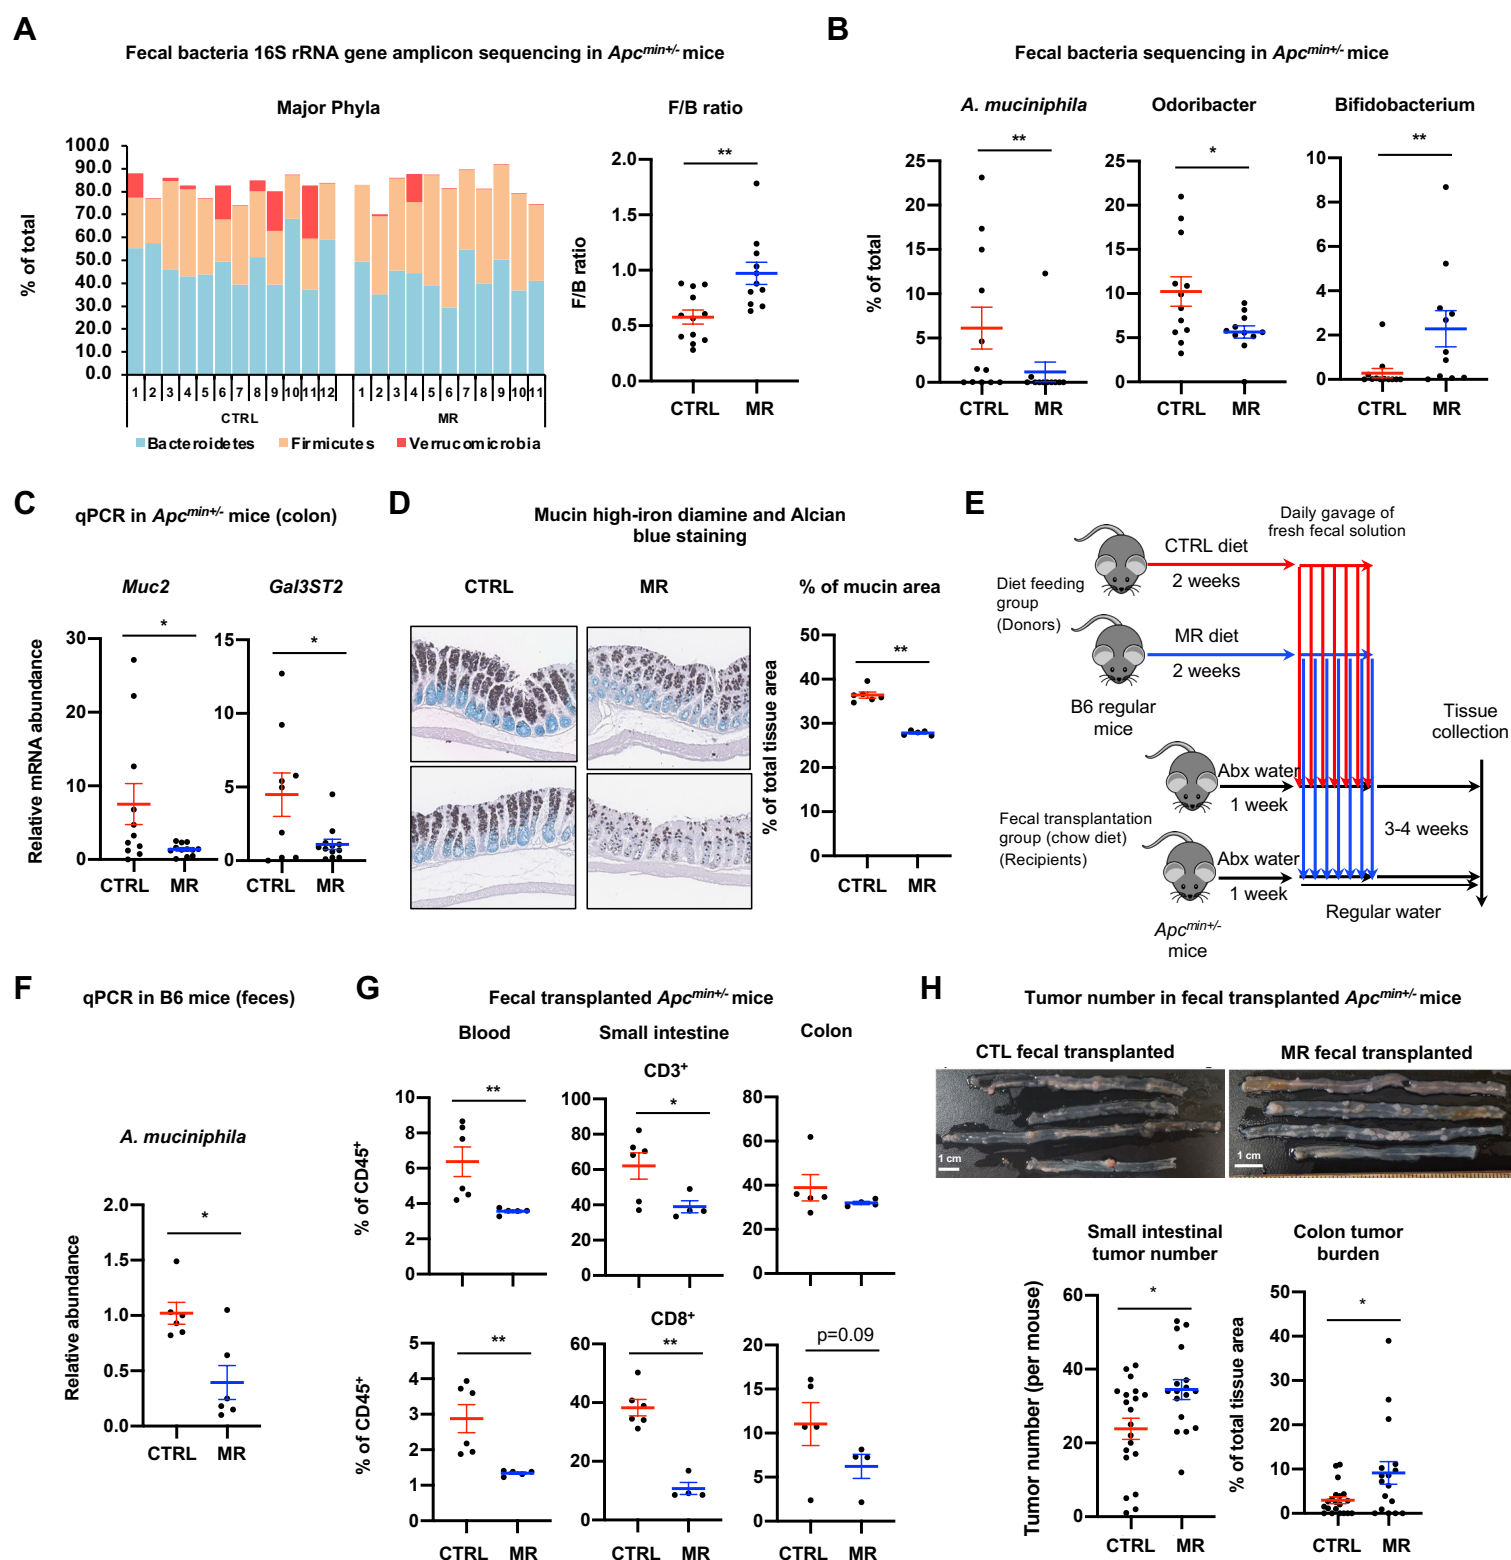 A
Fecal bacteria 16S rRNA gene amplicon sequencing in Apcmin+/- mice
Major Phyla
% of total
100.0
90.0
80.0
70.0
60.0
50.0
40.0
30.0
20.0
10.0
0.0
1 2 3 4 5 6 7 8 9 10 11 12 1 2 3 4 5 6 7 8 9 10 11
CTRL MR
Bacteroidetes Firmicutes Verrucomicrobia
F/B ratio
F/B ratio
**
2.0
1.5
1.0
0.5
0.0
CTRL MR
B
Fecal bacteria sequencing in Apcmin+/- mice
A. muciniphila Odoribacter Bifidobacterium
% of total
**
25
20
15
10
5
0
CTRL MR
*
25
20
15
10
5
0
CTRL MR
**
10
8
6
4
2
0
CTRL MR
C
qPCR in Apcmin+/- mice (colon)
Muc2 Gal3ST2
Relative mRNA abundance
*
30
20
10
0
CTRL MR
*
15
10
5
0
CTRL MR
D
Mucin high-iron diamine and Alcian
blue staining
CTRL MR
% of mucin area
% of total tissue area
**
50
40
30
20
10
0
CTRL MR
E
Daily gavage of
fresh fecal solution
CTRL diet
2 weeks
Diet feeding
group
(Donors)
MR diet
2 weeks
B6 regular
mice
Tissue
collection
Abx water
1 week
Fecal transplantation
group (chow diet)
(Recipients)
3-4 weeks
Abx water
1 week
Regular water
Apcmin+/-
mice
F
qPCR in B6 mice (feces)
A. muciniphila
Relative abundance
*
2.0
1.5
1.0
0.5
0.0
CTRL MR
G
Fecal transplanted Apcmin+/- mice
Blood Small intestine Colon
CD3+
% of CD45+
**
10
8
6
4
2
0
*
100
80
60
40
20
0
80
60
40
20
0
CD8+
% of CD45+
**
5
4
3
2
1
0
CTRL MR
**
60
40
20
0
CTRL MR
p=0.09
20
15
10
5
0
CTRL MR
H
Tumor number in fecal transplanted Apcmin+/- mice
CTL fecal transplanted MR fecal transplanted
1 cm
1 cm
Small intestinal
tumor number
Tumor number (per mouse)
*
60
40
20
0
CTRL MR
Colon tumor
burden
% of total tissue area
*
50
40
30
20
10
0
CTRL MR